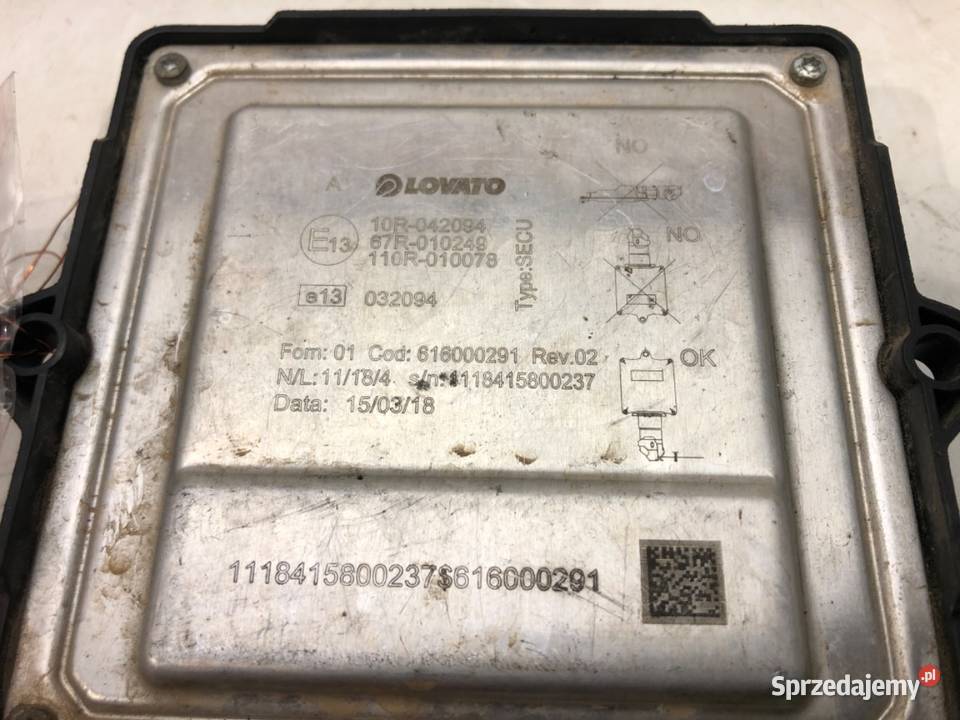 NO
A LOVATO
E13
10R-042094
67R-010249
110R-010078
Type:SECU
NO
e13 032094
Forn: 01 Cod: 616000291 Rev.02
OK
N/L: 11/18/4 s/n:1118415800237
Data: 15/03/18
1118415800237$616000291
Sprzedajemy.pl